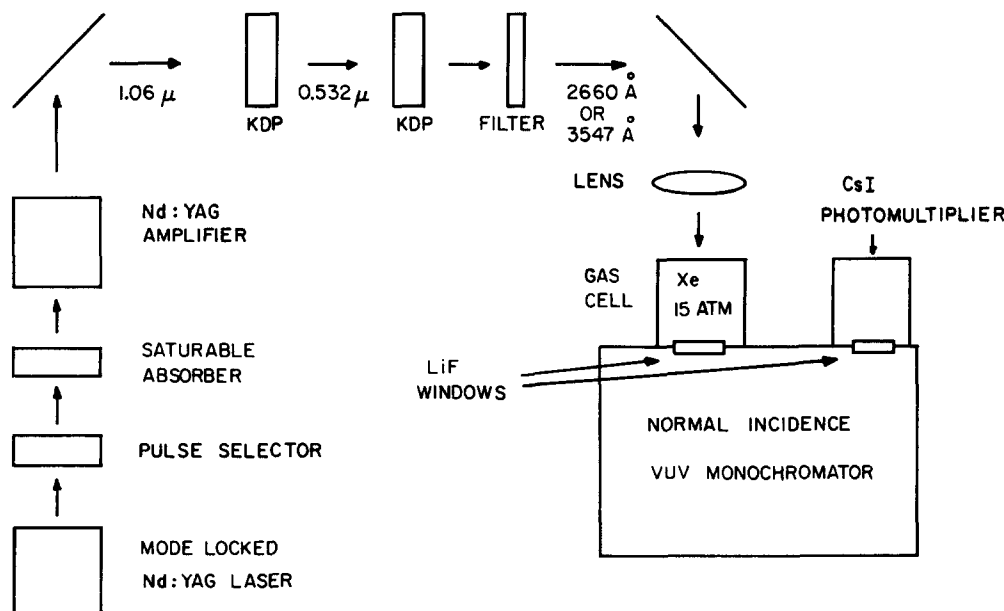 1.06 μ
KDP
0.532 μ
KDP
FILTER
2660 Å
OR
3547 Å
LENS
CsI
PHOTOMULTIPLIER
Nd:YAG
AMPLIFIER
GAS
CELL
Xe
15 ATM
SATURABLE
ABSORBER
LiF
WINDOWS
PULSE SELECTOR
NORMAL INCIDENCE
VUV MONOCHROMATOR
MODE LOCKED
Nd:YAG LASER